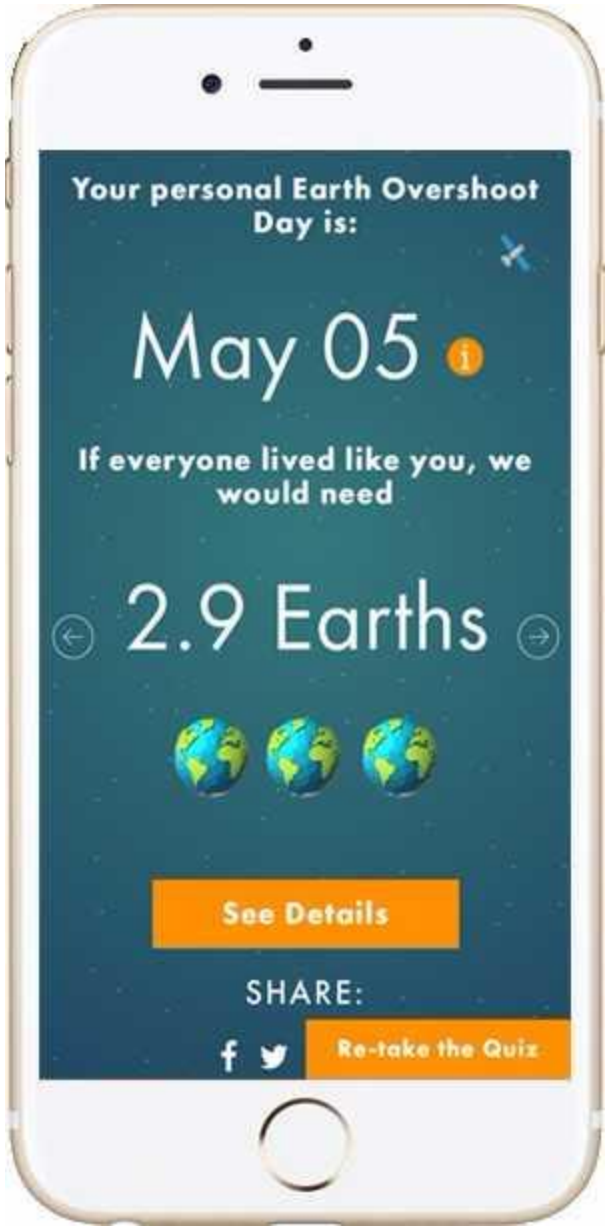 Your personal Earth Overshoot
Day is:
May 05 i
If everyone lived like you, we
would need
2.9 Earths
See Details
SHARE:
Re-take the Quiz